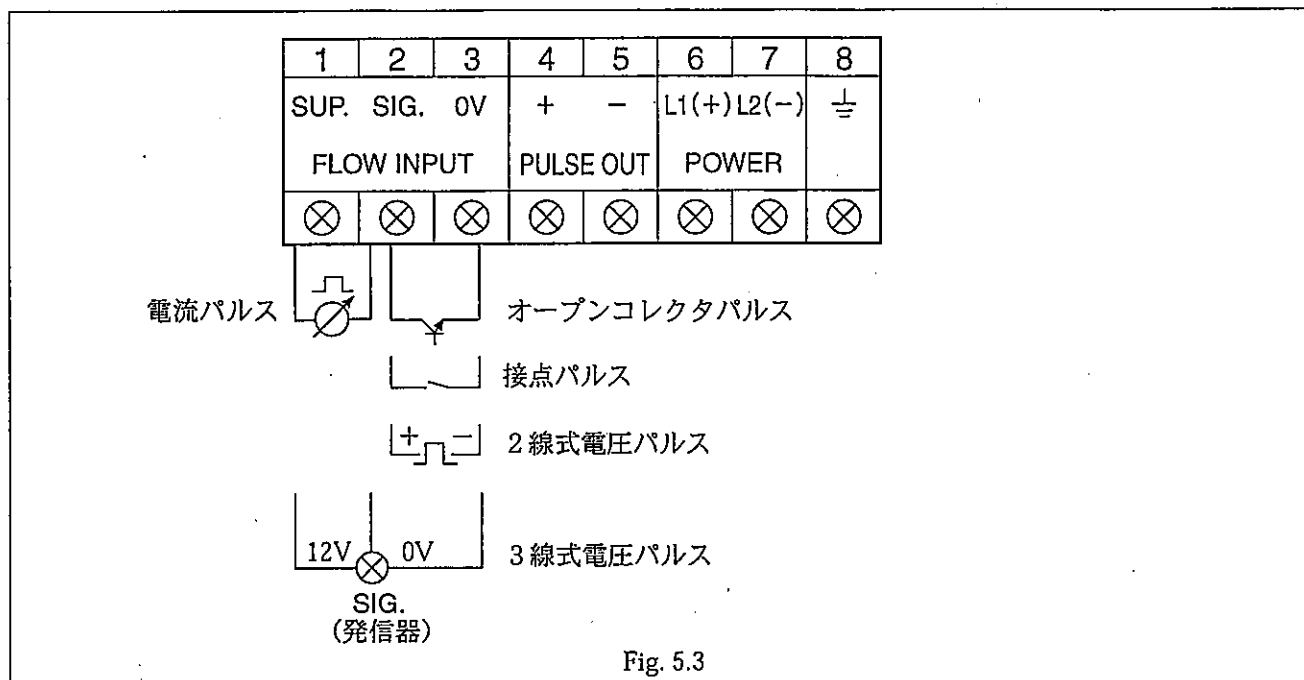 1 2 3 4 5 6 7 8
SUP. SIG. 0V + − L1(+) L2(−) ⏚
FLOW INPUT PULSE OUT POWER
電流パルス オープンコレクタパルス
接点パルス
+ − 2線式電圧パルス
12V 0V 3線式電圧パルス
SIG.
(発信器)
Fig. 5.3